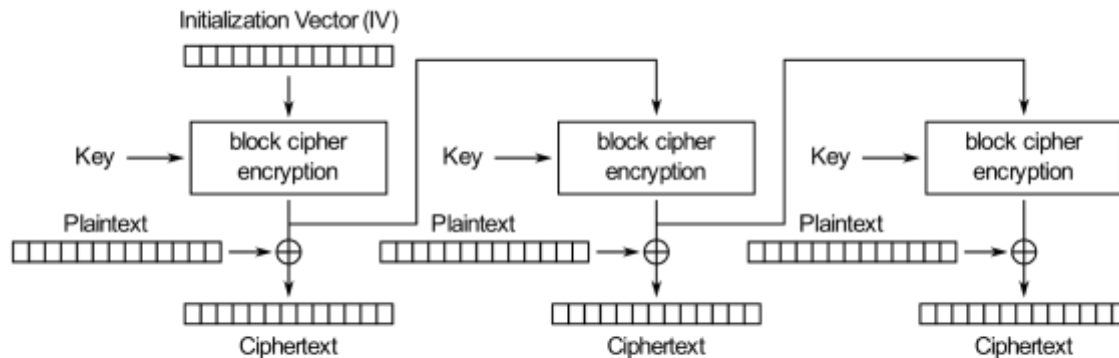 Initialization Vector (IV)
block cipher
encryption
Key
block cipher
encryption
Key
block cipher
encryption
Key
Plaintext
Plaintext
Plaintext
Ciphertext
Ciphertext
Ciphertext